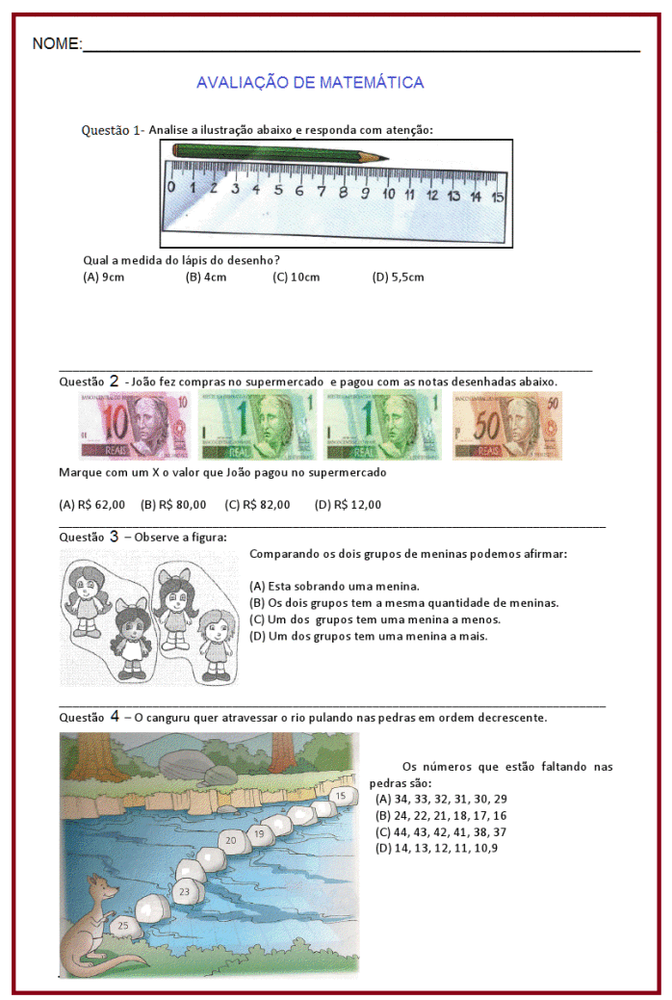 NOME:
AVALIAÇÃO DE MATEMÁTICA
Questão 1- Analise a ilustração abaixo e responda com atenção:
0 1 2 3 4 5 6 7 8 9 10 11 12 13 14 15
Qual a medida do lápis do desenho?
(A) 9cm (B) 4cm (C) 10cm (D) 5,5cm
Questão 2 - João fez compras no supermercado e pagou com as notas desenhadas abaixo.
10 10 REAIS
1 1 REAL
1 1 REAL
50 50 REAIS
Marque com um X o valor que João pagou no supermercado
(A) R$ 62,00 (B) R$ 80,00 (C) R$ 82,00 (D) R$ 12,00
Questão 3 – Observe a figura:
Comparando os dois grupos de meninas podemos afirmar:
(A) Esta sobrando uma menina.
(B) Os dois grupos tem a mesma quantidade de meninas.
(C) Um dos grupos tem uma menina a menos.
(D) Um dos grupos tem uma menina a mais.
Questão 4 – O canguru quer atravessar o rio pulando nas pedras em ordem decrescente.
15
19
20
23
25
Os números que estão faltando nas
pedras são:
(A) 34, 33, 32, 31, 30, 29
(B) 24, 22, 21, 18, 17, 16
(C) 44, 43, 42, 41, 38, 37
(D) 14, 13, 12, 11, 10,9